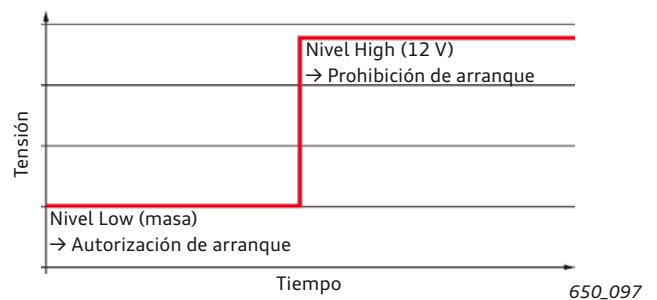 Nivel High (12 V)
→ Prohibición de arranque
Tensión
Nivel Low (masa)
→ Autorización de arranque
Tiempo
650_097